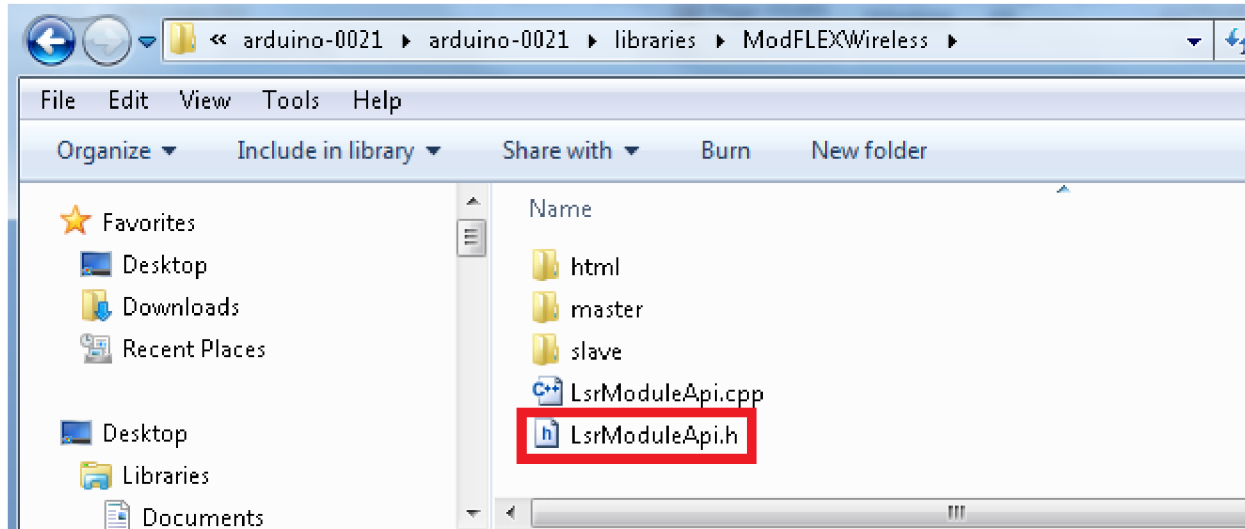 « arduino-0021 ▸ arduino-0021 ▸ libraries ▸ ModFLEXWireless ▸
File Edit View Tools Help
Organize ▾ Include in library ▾ Share with ▾ Burn New folder
Favorites
Desktop
Downloads
Recent Places
Desktop
Libraries
Documents
Name
html
master
slave
C++ LsrModuleApi.cpp
h LsrModuleApi.h